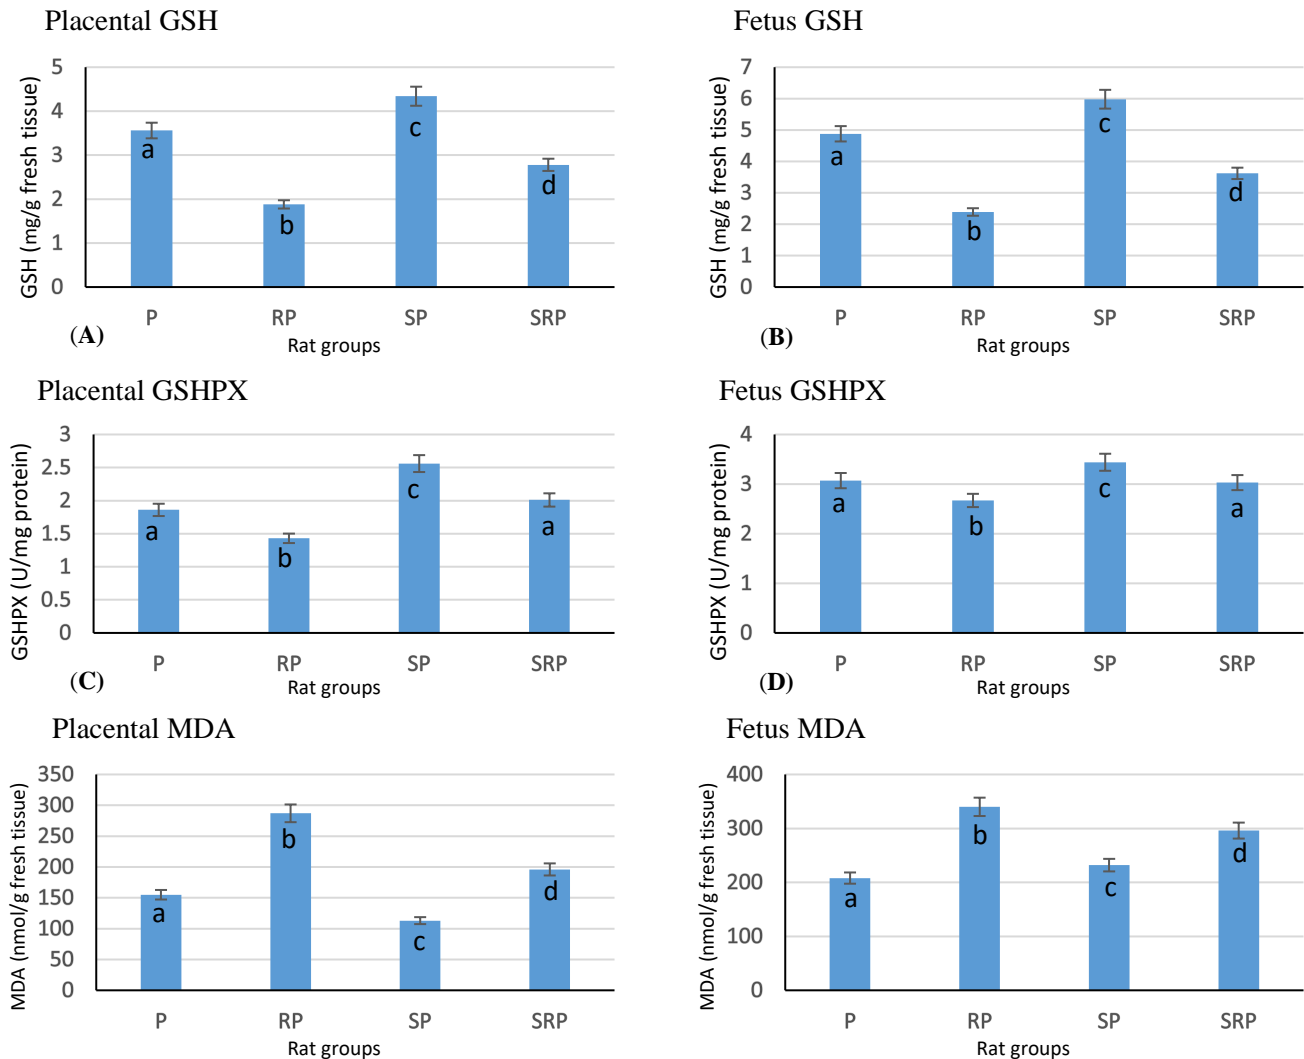 Placental GSH
GSH (mg/g fresh tissue)
5
4
3
2
1
0
a
b
c
d
P RP SP SRP
(A)
Rat groups
Fetus GSH
GSH (mg/g fresh tissue)
7
6
5
4
3
2
1
0
a
b
c
d
P RP SP SRP
(B)
Rat groups
Placental GSHPX
GSHPX (U/mg protein)
3
2.5
2
1.5
1
0.5
0
a
b
c
a
P RP SP SRP
(C)
Rat groups
Fetus GSHPX
GSHPX (U/mg protein)
4
3
2
1
0
a
b
c
a
P RP SP SRP
(D)
Rat groups
Placental MDA
MDA (nmol/g fresh tissue)
350
300
250
200
150
100
50
0
a
b
c
d
P RP SP SRP
Rat groups
Fetus MDA
MDA (nmol/g fresh tissue)
400
300
200
100
0
a
b
c
d
P RP SP SRP
Rat groups